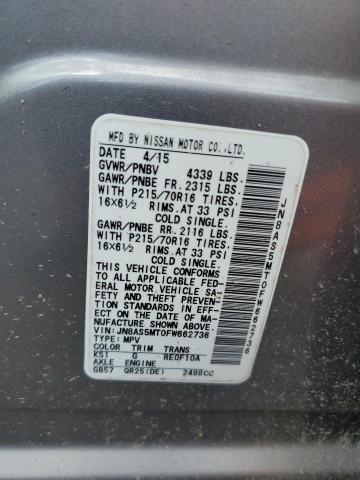 MFD BY NISSAN MOTOR CO.,LTD.
DATE 4/15
GVWR/PNBV 4339 LBS.
GAWR/PNBE FR. 2315 LBS.
WITH P215/70R16 TIRES,
16X6½ RIMS.AT 33 PSI
COLD SINGLE.
GAWR/PNBE RR. 2116 LBS.
WITH P215/70R16 TIRES,
16X6½ RIMS.AT 33 PSI
COLD SINGLE.
THIS VEHICLE CONFORMS TO
ALL APPLICABLE FED-
ERAL MOTOR VEHICLE SA-
FETY AND THEFT PREVENTI-
ON STANDARDS IN EFF-
ECT ON THE DATE OF MA-
NUFACTURE SHOWN ABOVE.
VIN:JN8AS5MT0FW662736
TYPE: MPV
COLOR TRIM TRANS
K51 G RE0F10A
AXLE ENGINE
GB57 QR25(DE) 2488CC
JN8AS5MT0FW662736